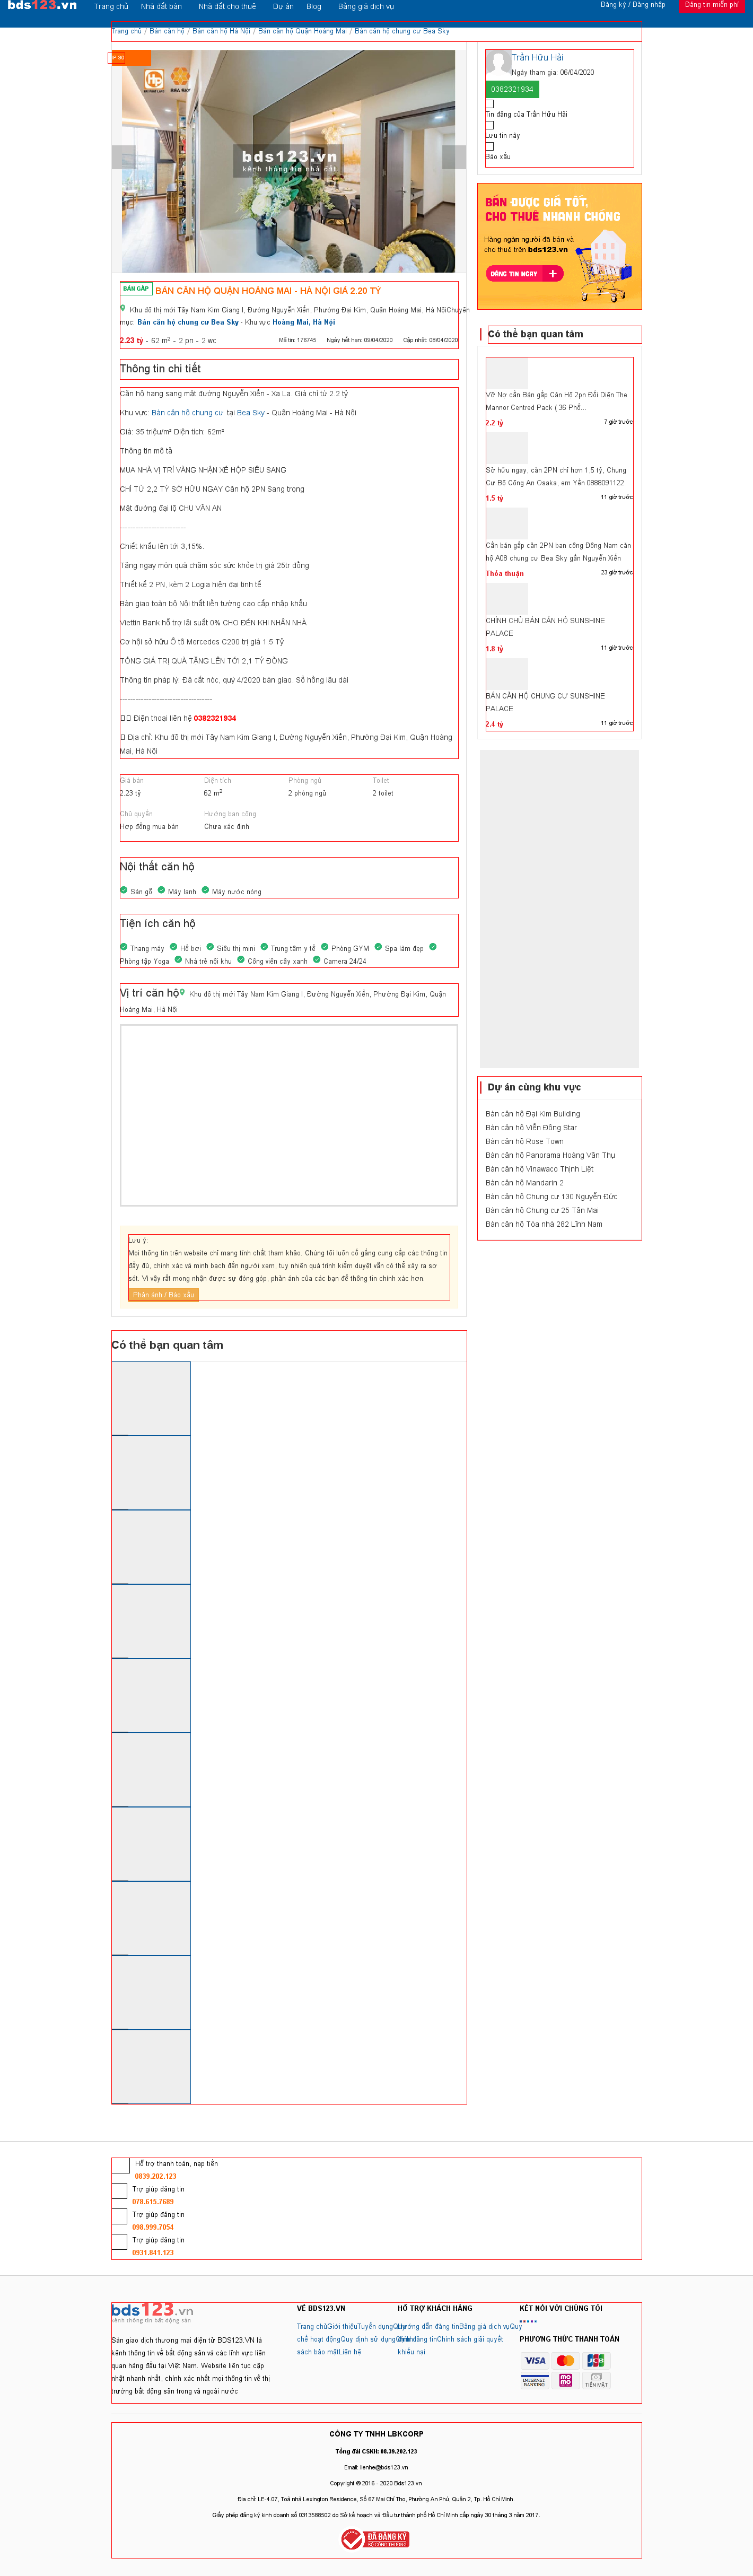 bds123.vn Trang chủ Nhà đất bán Nhà đất cho thuê Dự án Blog Bảng giá dịch vụ Đăng ký / Đăng nhập Đăng tin miễn phí
Trang chủ / Bán căn hộ / Bán căn hộ Hà Nội / Bán căn hộ Quận Hoàng Mai / Bán căn hộ chung cư Bea Sky
BEA SKY
bds123.vn
kênh thông tin nhà đất
BÁN GẤP BÁN CĂN HỘ QUẬN HOÀNG MAI - HÀ NỘI GIÁ 2.20 TỶ
Khu đô thị mới Tây Nam Kim Giang I, Đường Nguyễn Xiển, Phường Đại Kim, Quận Hoàng Mai, Hà NộiChuyên
mục: Bán căn hộ chung cư Bea Sky - Khu vực Hoàng Mai, Hà Nội
2.23 tỷ - 62 m2 - 2 pn - 2 wc Mã tin: 176745 Ngày hết hạn: 09/04/2020 Cập nhật: 08/04/2020
Thông tin chi tiết
Căn hộ hạng sang mặt đường Nguyễn Xiển - Xa La. Giá chỉ từ 2.2 tỷ
Khu vực: Bán căn hộ chung cư tại Bea Sky - Quận Hoàng Mai - Hà Nội
Giá: 35 triệu/m² Diện tích: 62m²
Thông tin mô tả
MUA NHÀ VỊ TRÍ VÀNG NHẬN XẾ HỘP SIÊU SANG
CHỈ TỪ 2,2 TỶ SỞ HỮU NGAY Căn hộ 2PN Sang trọng
Mặt đường đại lộ CHU VĂN AN
-------------------------
Chiết khấu lên tới 3,15%.
Tặng ngay món quà chăm sóc sức khỏe trị giá 25tr đồng
Thiết kế 2 PN, kèm 2 Logia hiện đại tinh tế
Bàn giao toàn bộ Nội thất liền tường cao cấp nhập khẩu
Viettin Bank hỗ trợ lãi suất 0% CHO ĐẾN KHI NHẬN NHÀ
Cơ hội sở hữu Ô tô Mercedes C200 trị giá 1.5 Tỷ
TỔNG GIÁ TRỊ QUÀ TẶNG LÊN TỚI 2,1 TỶ ĐỒNG
Thông tin pháp lý: Đã cất nóc, quý 4/2020 bàn giao. Sổ hồng lâu dài
-----------------------------------
Điện thoại liên hệ 0382321934
Địa chỉ: Khu đô thị mới Tây Nam Kim Giang I, Đường Nguyễn Xiển, Phường Đại Kim, Quận Hoàng
Mai, Hà Nội
Giá bán Diện tích Phòng ngủ Toilet
2.23 tỷ 62 m2 2 phòng ngủ 2 toilet
Chủ quyền Hướng ban công
Hợp đồng mua bán Chưa xác định
Nội thất căn hộ
Sàn gỗ Máy lạnh Máy nước nóng
Tiện ích căn hộ
Thang máy Hồ bơi Siêu thị mini Trung tâm y tế Phòng GYM Spa làm đẹp
Phòng tập Yoga Nhà trẻ nội khu Công viên cây xanh Camera 24/24
Vị trí căn hộ Khu đô thị mới Tây Nam Kim Giang I, Đường Nguyễn Xiển, Phường Đại Kim, Quận
Hoàng Mai, Hà Nội
Lưu ý:
Mọi thông tin trên website chỉ mang tính chất tham khảo. Chúng tôi luôn cố gắng cung cấp các thông tin
đầy đủ, chính xác và minh bạch đến người xem, tuy nhiên quá trình kiểm duyệt vẫn có thể xảy ra sơ
sót. Vì vậy rất mong nhận được sự đóng góp, phản ánh của các bạn để thông tin chính xác hơn.
Phản ánh / Báo xấu
Có thể bạn quan tâm
Trần Hữu Hải
Ngày tham gia: 06/04/2020
0382321934
Tin đăng của Trần Hữu Hải
Lưu tin này
Báo xấu
BÁN ĐƯỢC GIÁ TỐT,
CHO THUÊ NHANH CHÓNG
Hàng ngàn người đã bán và
cho thuê trên bds123.vn
ĐĂNG TIN NGAY +
Có thể bạn quan tâm
Vỡ Nợ cần Bán gấp Căn Hộ 2pn Đối Diện The
Mannor Centred Pack ( 36 Phố...
2.2 tỷ 7 giờ trước
Sở hữu ngay, căn 2PN chỉ hơn 1,5 tỷ, Chung
Cư Bộ Công An Osaka, em Yến 0888091122
1.5 tỷ 11 giờ trước
Cần bán gấp căn 2PN ban công Đông Nam căn
hộ A08 chung cư Bea Sky gần Nguyễn Xiển
Thỏa thuận 23 giờ trước
CHÍNH CHỦ BÁN CĂN HỘ SUNSHINE
PALACE
1.8 tỷ 11 giờ trước
BÁN CĂN HỘ CHUNG CƯ SUNSHINE
PALACE
2.4 tỷ 11 giờ trước
Dự án cùng khu vực
Bán căn hộ Đại Kim Building
Bán căn hộ Viễn Đông Star
Bán căn hộ Rose Town
Bán căn hộ Panorama Hoàng Văn Thụ
Bán căn hộ Vinawaco Thịnh Liệt
Bán căn hộ Mandarin 2
Bán căn hộ Chung cư 130 Nguyễn Đức
Bán căn hộ Chung cư 25 Tân Mai
Bán căn hộ Tòa nhà 282 Lĩnh Nam
Hỗ trợ thanh toán, nạp tiền
0839.202.123
Trợ giúp đăng tin
078.615.7689
Trợ giúp đăng tin
098.999.7054
Trợ giúp đăng tin
0931.841.123
bds123.vn
kênh thông tin bất động sản
Sàn giao dịch thương mại điện tử BDS123.VN là
kênh thông tin về bất động sản và các lĩnh vực liên
quan hàng đầu tại Việt Nam. Website liên tục cập
nhật nhanh nhất, chính xác nhất mọi thông tin về thị
trường bất động sản trong và ngoài nước
VỀ BDS123.VN
Trang chủGiới thiệuTuyển dụngQuy
chế hoạt độngQuy định sử dụngChính
sách bảo mậtLiên hệ
HỖ TRỢ KHÁCH HÀNG
Hướng dẫn đăng tinBảng giá dịch vụQuy
định đăng tinChính sách giải quyết
khiếu nại
KẾT NỐI VỚI CHÚNG TÔI
PHƯƠNG THỨC THANH TOÁN
VISA MasterCard JCB
INTERNET BANKING momo TIỀN MẶT
CÔNG TY TNHH LBKCORP
Tổng đài CSKH: 08.39.202.123
Email: lienhe@bds123.vn
Copyright © 2016 - 2020 Bds123.vn
Địa chỉ: LE-4.07, Toà nhà Lexington Residence, Số 67 Mai Chí Thọ, Phường An Phú, Quận 2, Tp. Hồ Chí Minh.
Giấy phép đăng ký kinh doanh số 0313588502 do Sở kế hoạch và Đầu tư thành phố Hồ Chí Minh cấp ngày 30 tháng 3 năm 2017.
ĐÃ ĐĂNG KÝ
BỘ CÔNG THƯƠNG